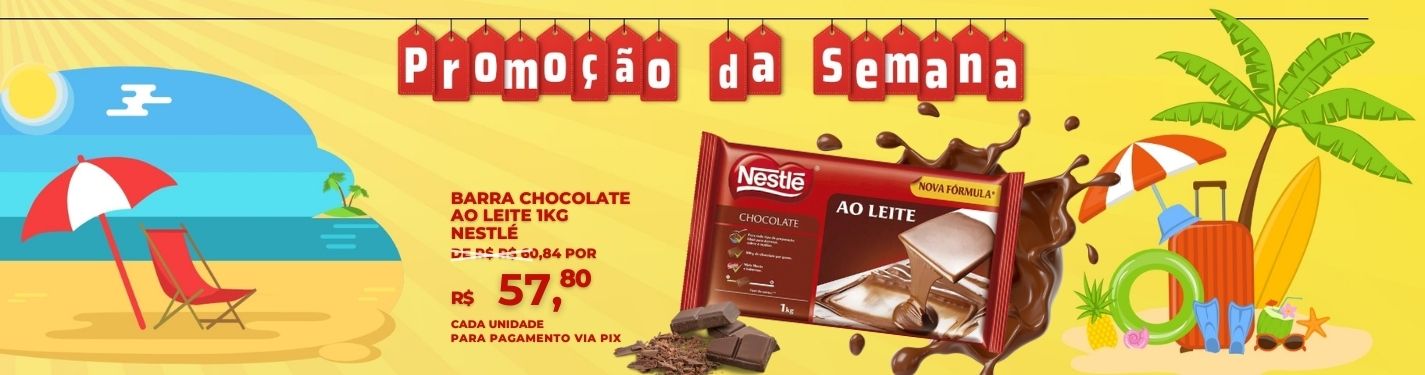 Promoção da Semana
BARRA CHOCOLATE
AO LEITE 1KG
NESTLÉ
DE R$ R$ 60,84 POR
R$ 57,80
CADA UNIDADE
PARA PAGAMENTO VIA PIX
Nestlé
NOVA FÓRMULA*
CHOCOLATE
AO LEITE
1kg